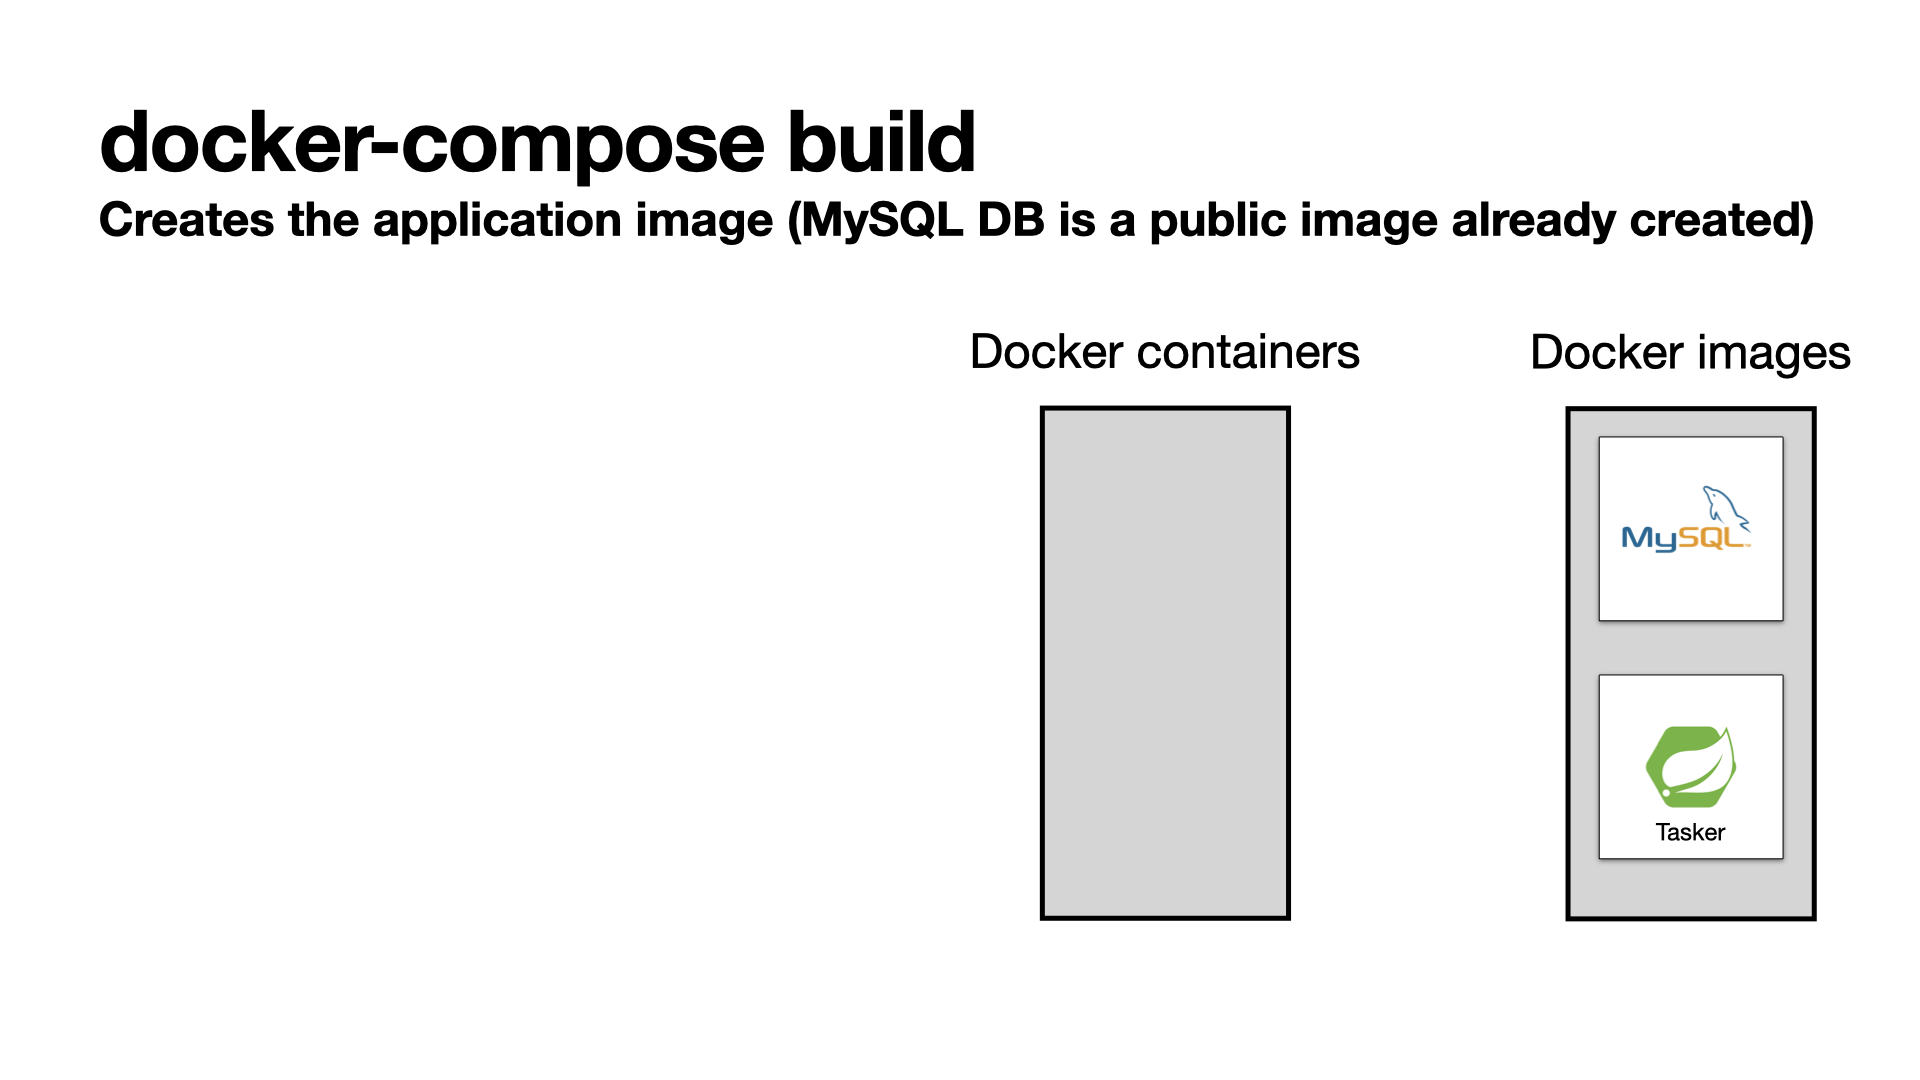 docker-compose build
Creates the application image (MySQL DB is a public image already created)
Docker containers
Docker images
MySQL™
Tasker